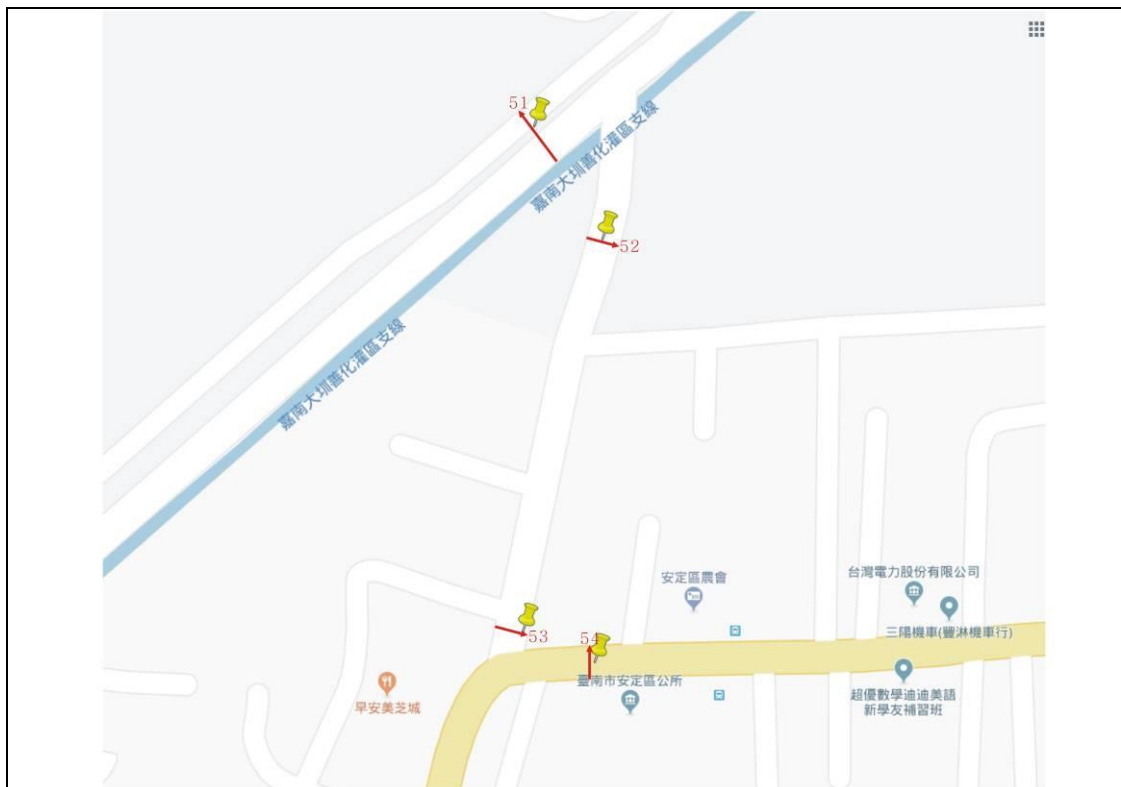 51
嘉南大圳善化灌區支線
52
嘉南大圳善化灌區支線
安定區農會
台灣電力股份有限公司
三陽機車(豐淋機車行)
53
54
臺南市安定區公所
早安美芝城
超優數學迪迪美語
新學友補習班